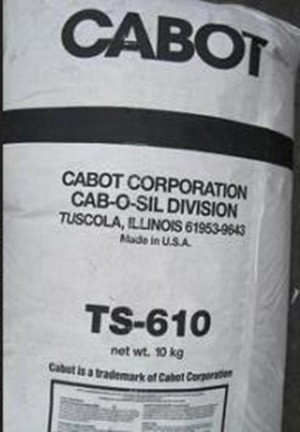 CABOT
CABOT CORPORATION
CAB-O-SIL DIVISION
TUSCOLA, ILLINOIS 61953-9643
Made in U.S.A.
TS-610
net wt. 10 kg
Cabot is a trademark of Cabot Corporation